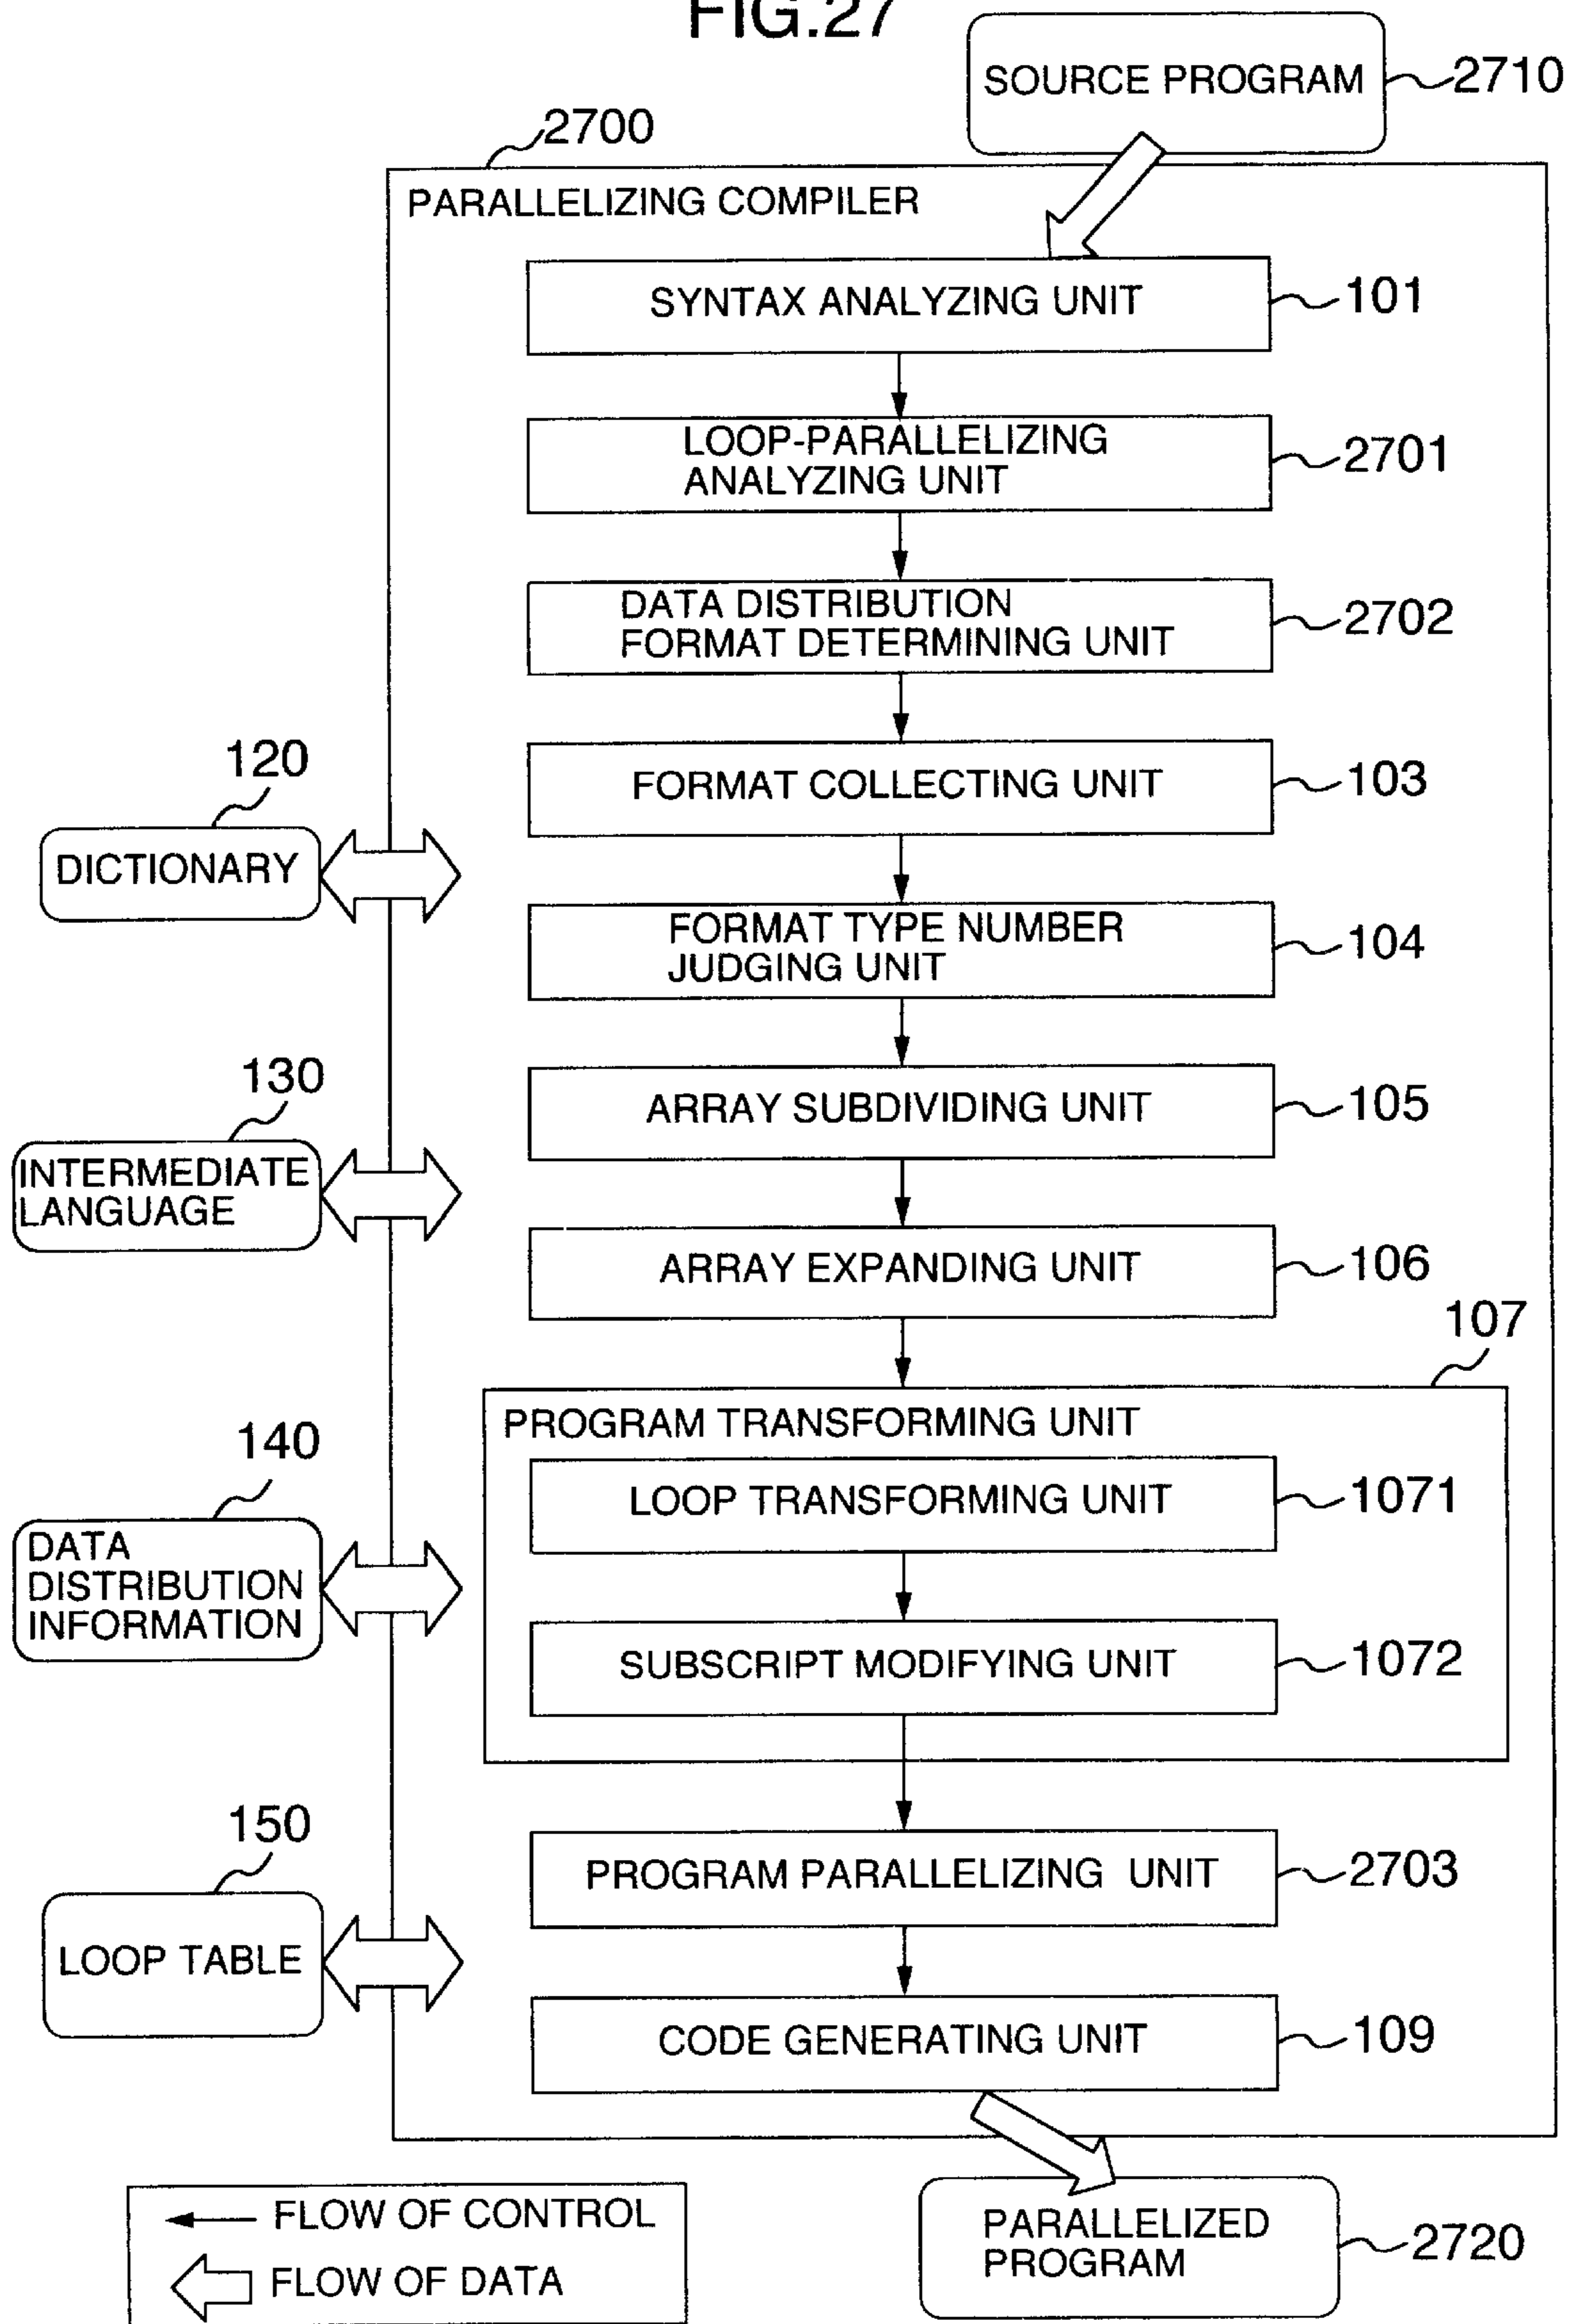 FIG.27
SOURCE PROGRAM
2710
2700
PARALLELIZING COMPILER
SYNTAX ANALYZING UNIT
101
LOOP-PARALLELIZING
ANALYZING UNIT
2701
DATA DISTRIBUTION
FORMAT DETERMINING UNIT
2702
120
DICTIONARY
FORMAT COLLECTING UNIT
103
FORMAT TYPE NUMBER
JUDGING UNIT
104
130
INTERMEDIATE
LANGUAGE
ARRAY SUBDIVIDING UNIT
105
ARRAY EXPANDING UNIT
106
107
PROGRAM TRANSFORMING UNIT
140
DATA
DISTRIBUTION
INFORMATION
LOOP TRANSFORMING UNIT
1071
SUBSCRIPT MODIFYING UNIT
1072
150
LOOP TABLE
PROGRAM PARALLELIZING UNIT
2703
CODE GENERATING UNIT
109
FLOW OF CONTROL
FLOW OF DATA
PARALLELIZED
PROGRAM
2720